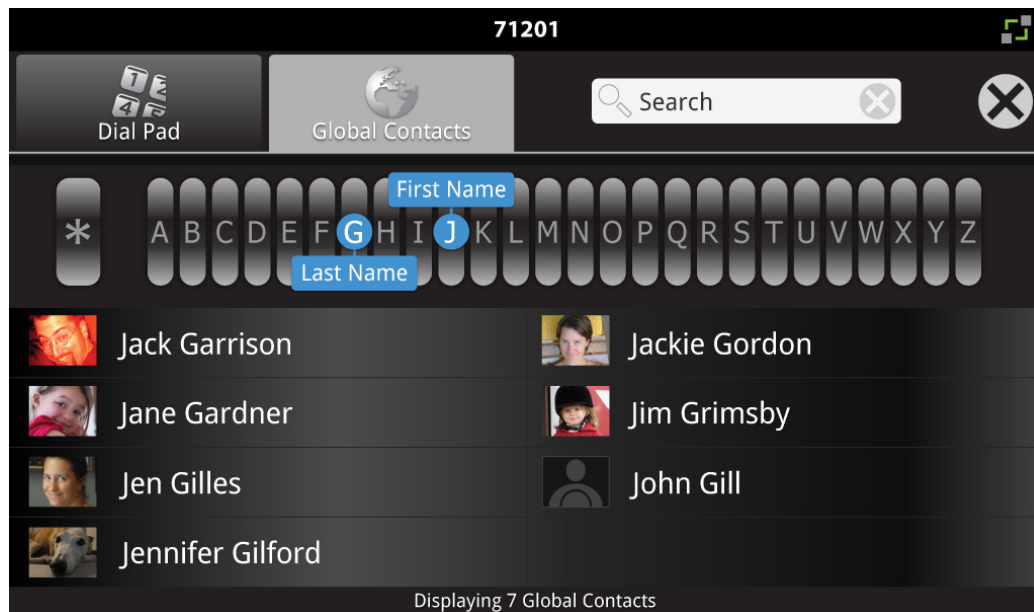 71201
Dial Pad
Global Contacts
Search
First Name
* A B C D E F G H I J K L M N O P Q R S T U V W X Y Z
Last Name
Jack Garrison
Jackie Gordon
Jane Gardner
Jim Grimsby
Jen Gilles
John Gill
Jennifer Gilford
Displaying 7 Global Contacts